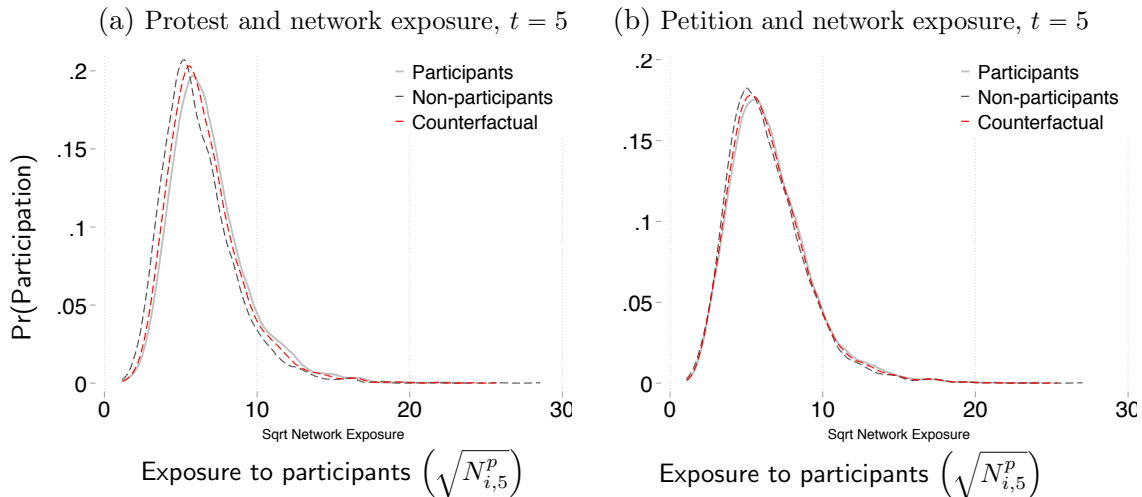 (a) Protest and network exposure, t = 5
Pr(Participation)
.2
.15
.1
.05
0
0
10
20
30
Participants
Non-participants
Counterfactual
Sqrt Network Exposure
Exposure to participants (√N^p_{i,5})
(b) Petition and network exposure, t = 5
.2
.15
.1
.05
0
0
10
20
30
Participants
Non-participants
Counterfactual
Sqrt Network Exposure
Exposure to participants (√N^p_{i,5})